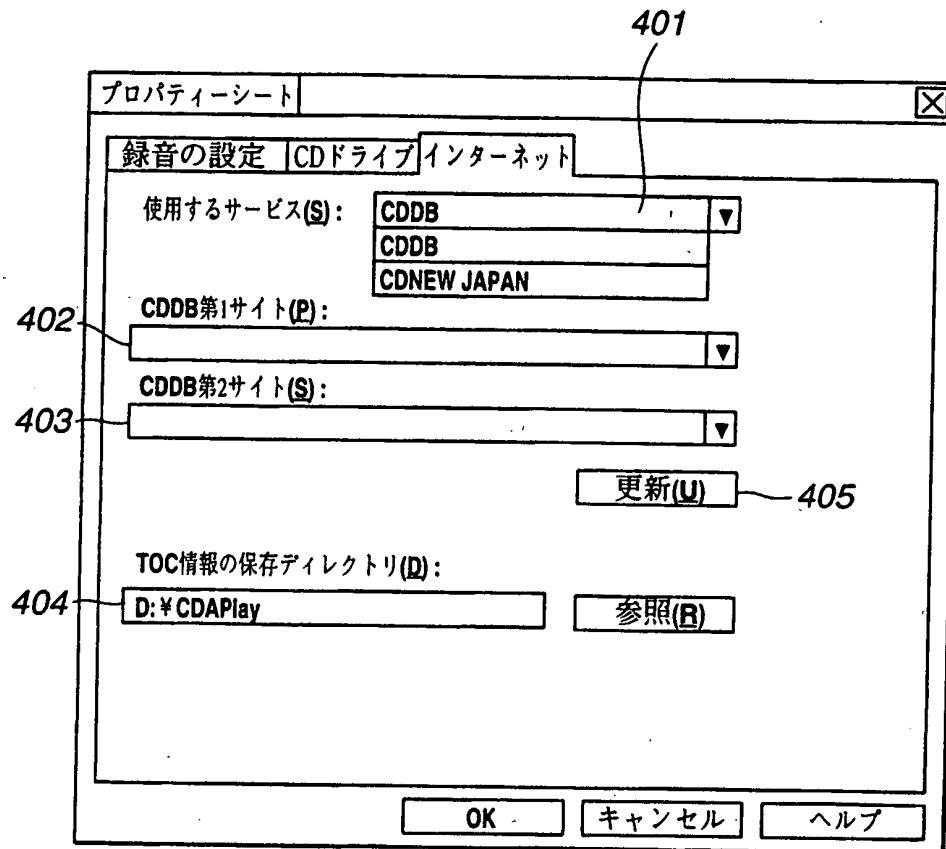 401
プロパティーシート
録音の設定 CDドライブ インターネット
使用するサービス(S): CDDB
CDDB
CDNEW JAPAN
CDDB第1サイト(P):
402
CDDB第2サイト(S):
403
更新(U) 405
TOC情報の保存ディレクトリ(D):
404 D:¥CDAPlay 参照(R)
OK キャンセル ヘルプ